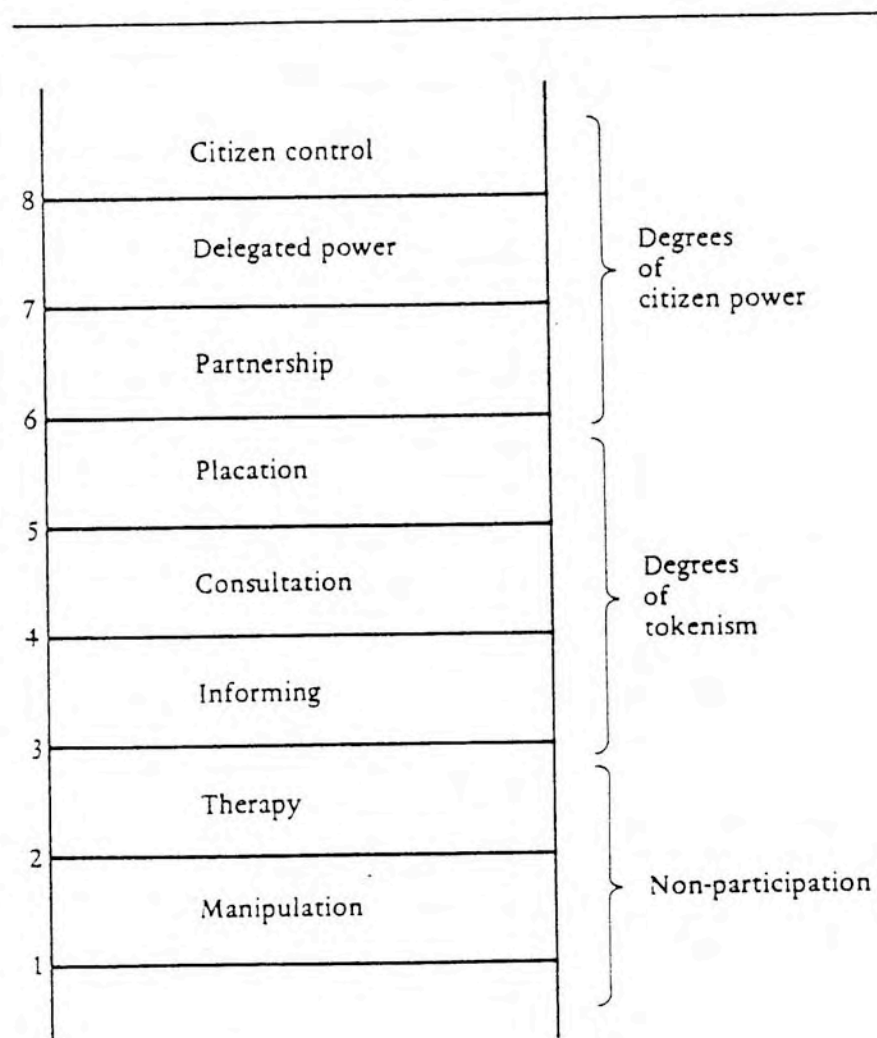 Citizen control
8
Delegated power
Degrees
of
citizen power
7
Partnership
6
Placation
5
Consultation
Degrees
of
tokenism
4
Informing
3
Therapy
2
Manipulation
Non-participation
1